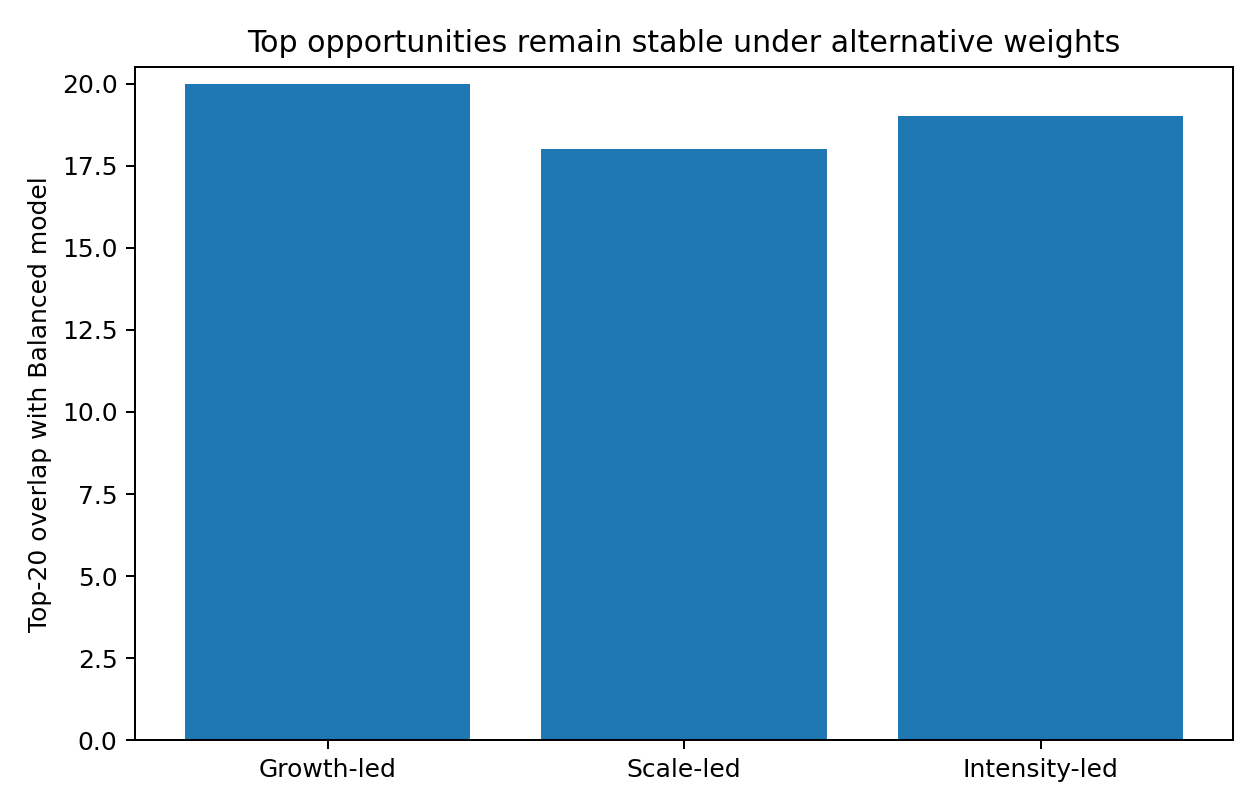 Top opportunities remain stable under alternative weights
Top-20 overlap with Balanced model
20.0
17.5
15.0
12.5
10.0
7.5
5.0
2.5
0.0
Growth-led
Scale-led
Intensity-led